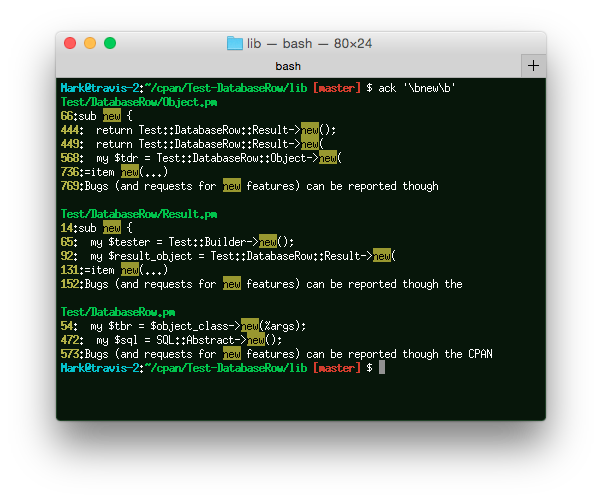 lib — bash — 80×24
bash
+
Mark@travis-2:~/cpan/Test-DatabaseRow/lib [master] $ ack '\bnew\b'
Test/DatabaseRow/Object.pm
66:sub new {
444:  return Test::DatabaseRow::Result->new();
449:  return Test::DatabaseRow::Result->new(
568:  my $tdr = Test::DatabaseRow::Object->new(
736:=item new(...)
769:Bugs (and requests for new features) can be reported though
Test/DatabaseRow/Result.pm
14:sub new {
65:  my $tester = Test::Builder->new();
92:  my $result_object = Test::DatabaseRow::Result->new(
131:=item new(...)
152:Bugs (and requests for new features) can be reported though the
Test/DatabaseRow.pm
54:  my $tbr = $object_class->new(%args);
472:  my $sql = SQL::Abstract->new();
573:Bugs (and requests for new features) can be reported though the CPAN
Mark@travis-2:~/cpan/Test-DatabaseRow/lib [master] $